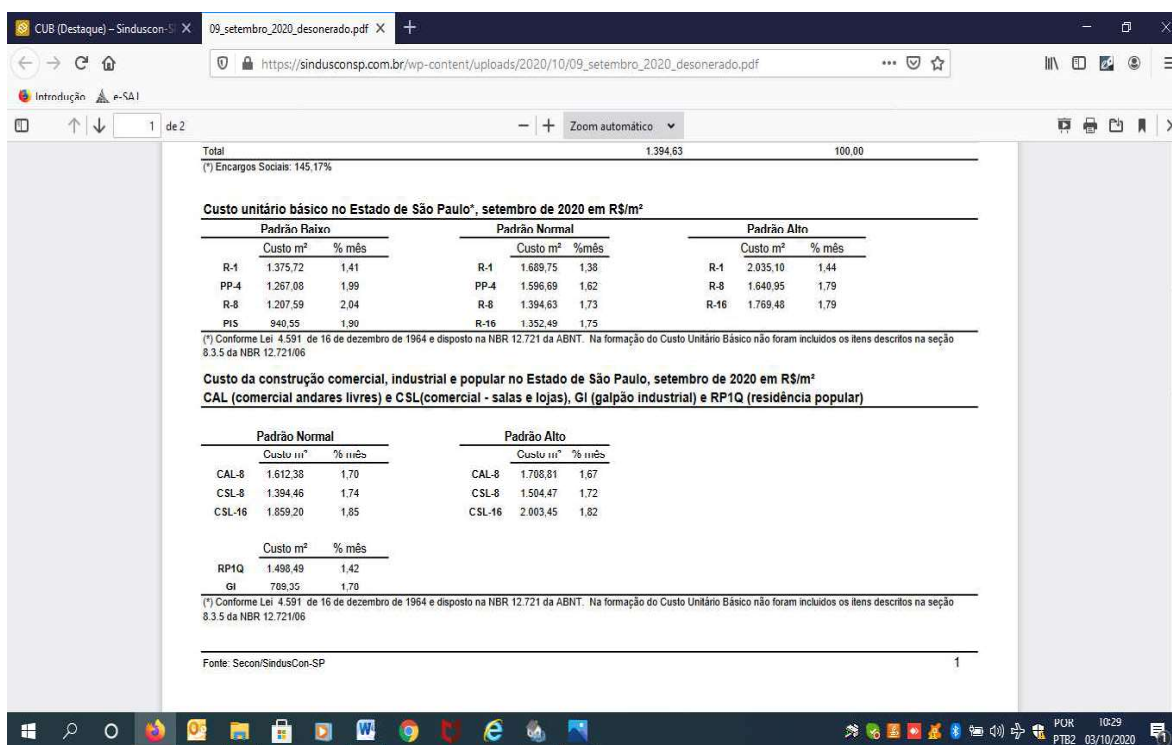 CUB (Destaque) – Sinduscon-S
09_setembro_2020_desonerado.pdf
https://sindusconsp.com.br/wp-content/uploads/2020/10/09_setembro_2020_desonerado.pdf
Introdução e-SAJ
1 de 2 Zoom automático
Total 1.394,63 100,00
(*) Encargos Sociais: 145,17%
Custo unitário básico no Estado de São Paulo*, setembro de 2020 em R$/m²
Padrão Baixo Padrão Normal Padrão Alto
Custo m² % mês Custo m² %mês Custo m² % mês
R-1 1.375,72 1,41 R-1 1.689,75 1,38 R-1 2.035,10 1,44
PP-4 1.267,08 1,99 PP-4 1.596,69 1,62 R-8 1.640,95 1,79
R-8 1.207,59 2,04 R-8 1.394,63 1,73 R-16 1.769,48 1,79
PIS 940,55 1,90 R-16 1.352,49 1,75
(*) Conforme Lei 4.591 de 16 de dezembro de 1964 e disposto na NBR 12.721 da ABNT. Na formação do Custo Unitário Básico não foram incluidos os itens descritos na seção
8.3.5 da NBR 12.721/06
Custo da construção comercial, industrial e popular no Estado de São Paulo, setembro de 2020 em R$/m²
CAL (comercial andares livres) e CSL(comercial - salas e lojas), GI (galpão industrial) e RP1Q (residência popular)
Padrão Normal Padrão Alto
Custo m² % mês Custo m² % mês
CAL-8 1.612,38 1,70 CAL-8 1.708,81 1,67
CSL-8 1.394,46 1,74 CSL-8 1.504,47 1,72
CSL-16 1.859,20 1,85 CSL-16 2.003,45 1,82
Custo m² % mês
RP1Q 1.498,49 1,42
GI 789,35 1,70
(*) Conforme Lei 4.591 de 16 de dezembro de 1964 e disposto na NBR 12.721 da ABNT. Na formação do Custo Unitário Básico não foram incluidos os itens descritos na seção
8.3.5 da NBR 12.721/06
Fonte: Secon/SindusCon-SP 1
POR 10:29
PTB2 03/10/2020